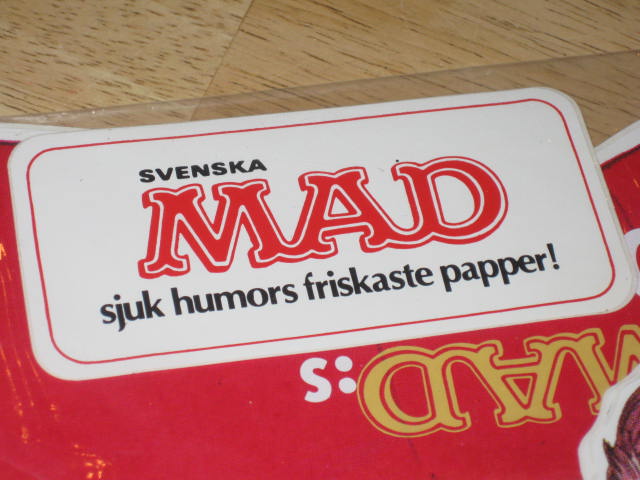 SVENSKA
MAD
sjuk humors friskaste papper!
MAD
s: